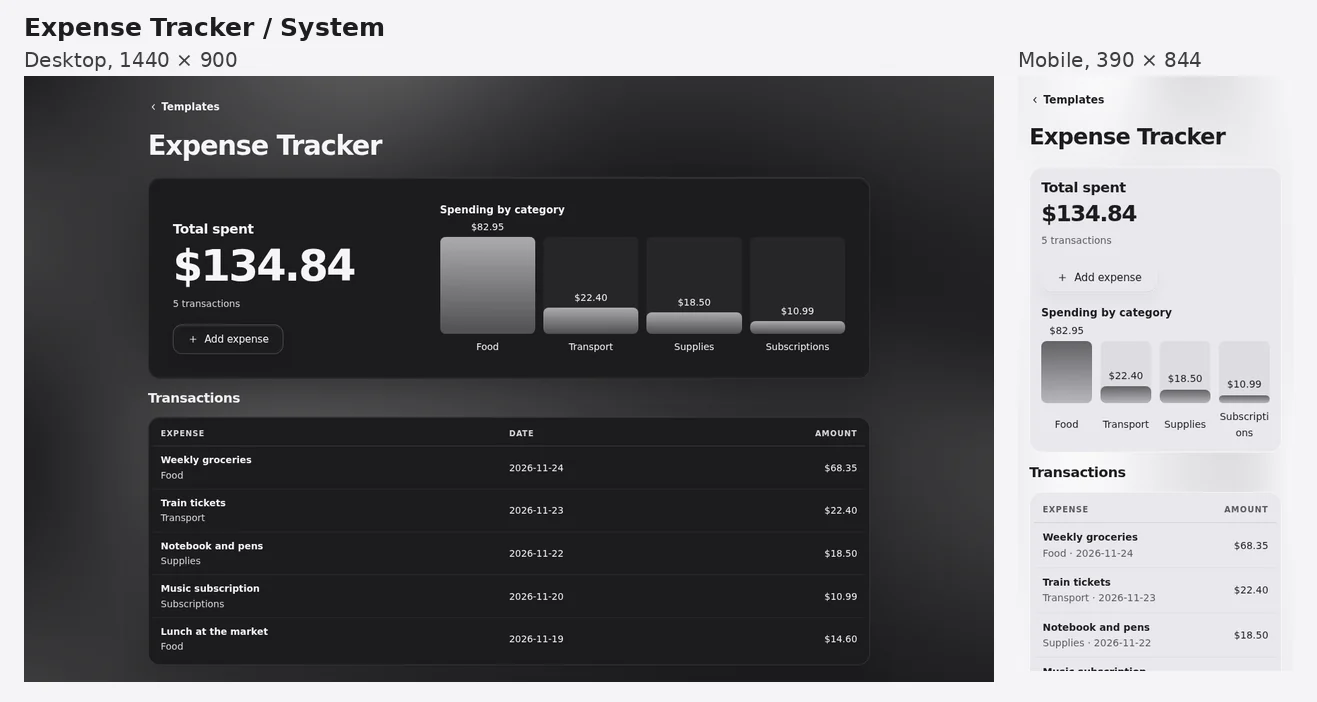 Expense Tracker / System
Desktop, 1440 × 900
‹ Templates
Expense Tracker
Total spent
$134.84
5 transactions
+ Add expense
Spending by category
$82.95
$22.40
$18.50
$10.99
Food
Transport
Supplies
Subscriptions
Transactions
EXPENSE DATE AMOUNT
Weekly groceries
Food
2026-11-24
$68.35
Train tickets
Transport
2026-11-23
$22.40
Notebook and pens
Supplies
2026-11-22
$18.50
Music subscription
Subscriptions
2026-11-20
$10.99
Lunch at the market
Food
2026-11-19
$14.60
Mobile, 390 × 844
‹ Templates
Expense Tracker
Total spent
$134.84
5 transactions
+ Add expense
Spending by category
$82.95
$22.40
$18.50
$10.99
Food
Transport
Supplies
Subscripti
ons
Transactions
EXPENSE AMOUNT
Weekly groceries
Food · 2026-11-24
$68.35
Train tickets
Transport · 2026-11-23
$22.40
Notebook and pens
Supplies · 2026-11-22
$18.50